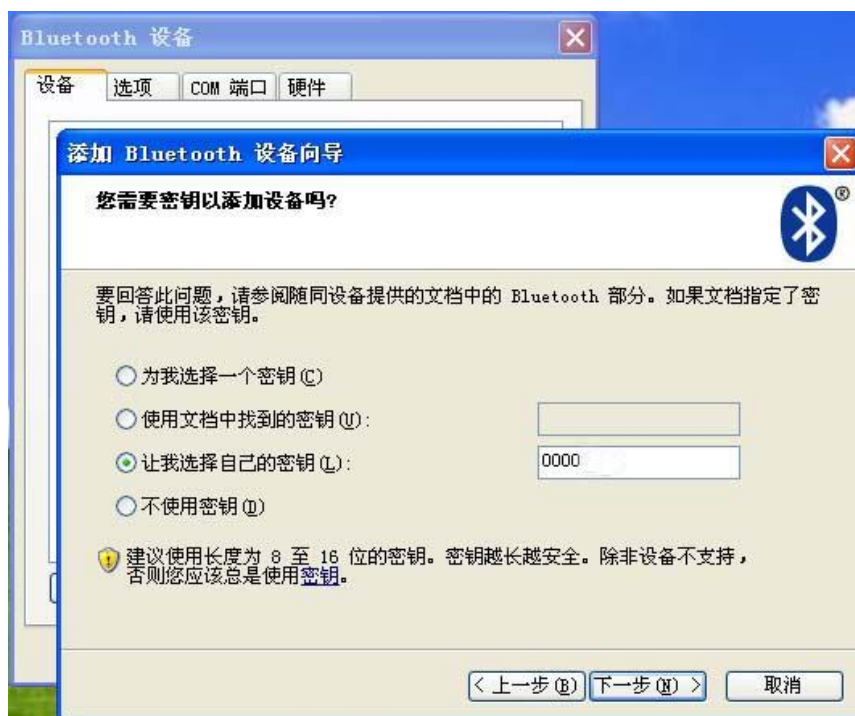 Bluetooth 设备
设备 选项 COM 端口 硬件
添加 Bluetooth 设备向导
您需要密钥以添加设备吗?
®
要回答此问题，请参阅随同设备提供的文档中的 Bluetooth 部分。如果文档指定了密
钥，请使用该密钥。
为我选择一个密钥(C)
使用文档中找到的密钥(U):
让我选择自己的密钥(L): 0000
不使用密钥(D)
建议使用长度为 8 至 16 位的密钥。密钥越长越安全。除非设备不支持，
否则您应该总是使用密钥。
< 上一步(B) 下一步(N) > 取消